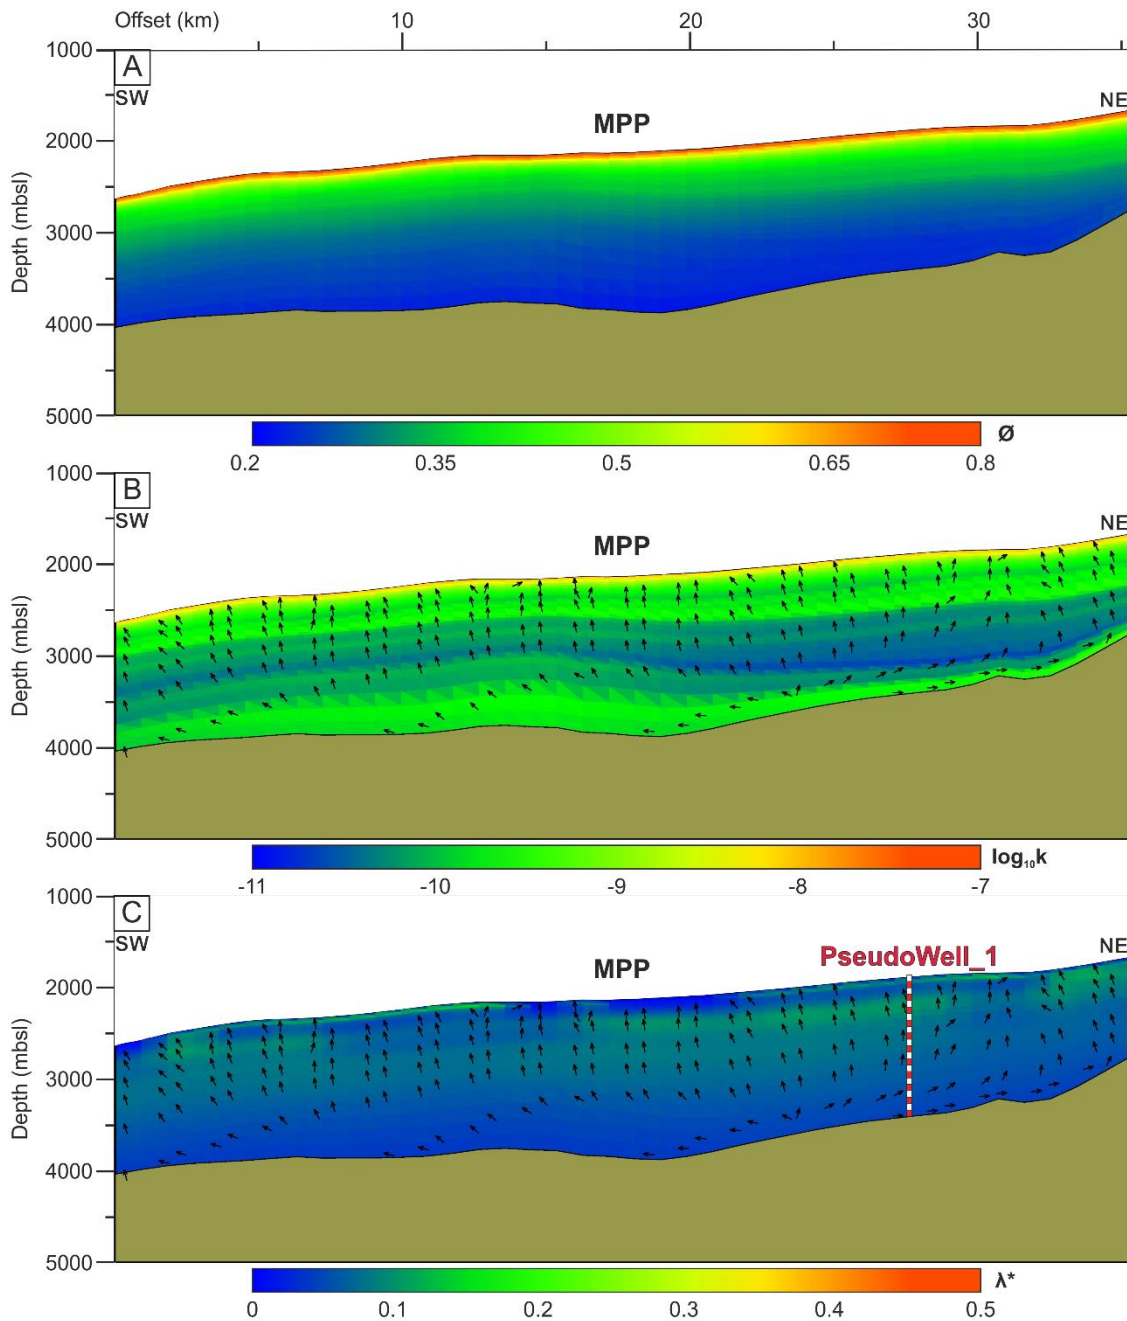 Offset (km) 10 20 30
1000
A
SW
NE
MPP
2000
3000
4000
5000
Depth (mbsl)
Ø
0.2 0.35 0.5 0.65 0.8
1000
B
SW
NE
MPP
2000
3000
4000
5000
Depth (mbsl)
log₁₀k
-11 -10 -9 -8 -7
1000
C
SW
NE
MPP
PseudoWell_1
2000
3000
4000
5000
Depth (mbsl)
λ*
0 0.1 0.2 0.3 0.4 0.5